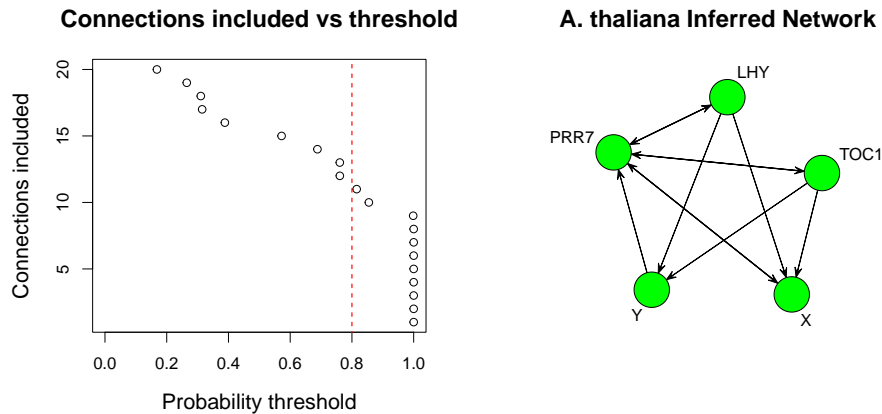 Connections included vs threshold
Connections included
20
15
10
5
0.0 0.2 0.4 0.6 0.8 1.0
Probability threshold
A. thaliana Inferred Network
LHY
PRR7
TOC1
Y
X